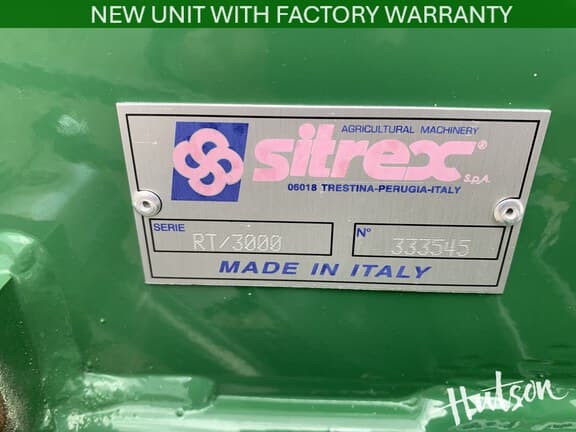 NEW UNIT WITH FACTORY WARRANTY
AGRICULTURAL MACHINERY
sitrex®
S.p.A.
06018 TRESTINA-PERUGIA-ITALY
SERIE RT/3000
N° 333545
MADE IN ITALY
Hutson